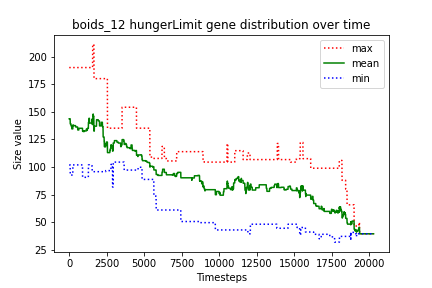 boids_12 hungerLimit gene distribution over time
max
mean
min
Size value
200
175
150
125
100
75
50
25
0
2500
5000
7500
10000
12500
15000
17500
20000
Timesteps